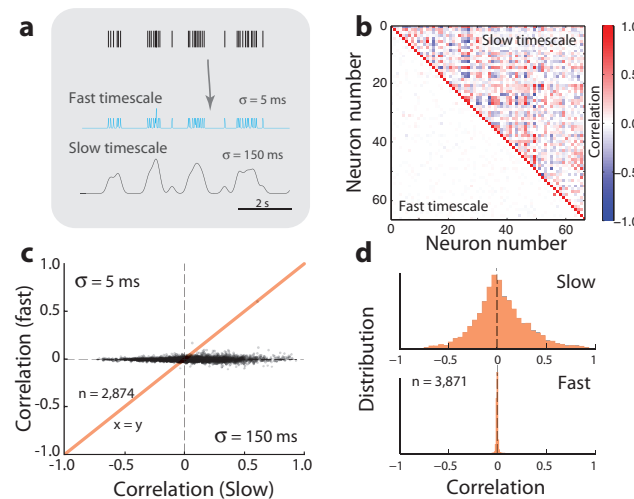 a
Fast timescale
σ = 5 ms
Slow timescale
σ = 150 ms
2 s
b
0
20
40
60
Neuron number
Slow timescale
Fast timescale
0
20
40
60
Neuron number
1.0
0.5
0
-0.5
-1.0
Correlation
c
1.0
0.5
0
-0.5
-1.0
Correlation (fast)
σ = 5 ms
n = 2,874
x = y
σ = 150 ms
-1.0
-0.5
0
0.5
1.0
Correlation (Slow)
d
Distribution
Slow
-1
-0.5
0
0.5
1
n = 3,871
Fast
-1
-0.5
0
0.5
1
Correlation